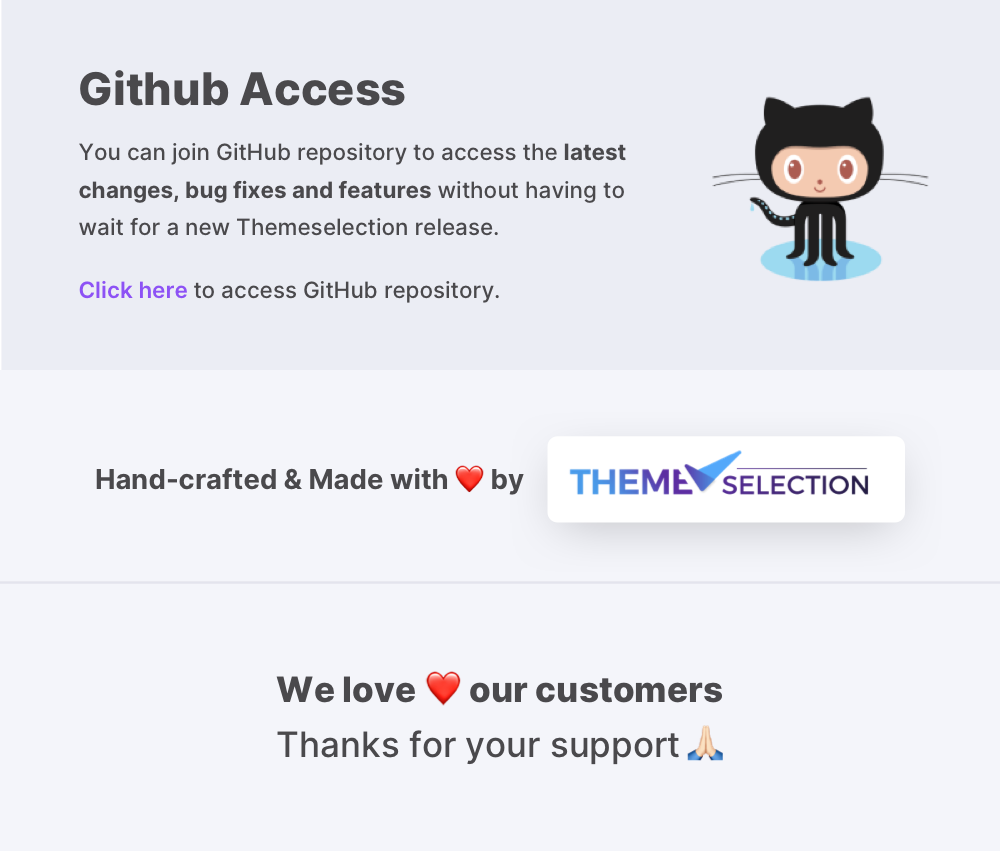 Github Access
You can join GitHub repository to access the latest
changes, bug fixes and features without having to
wait for a new Themeselection release.
Click here to access GitHub repository.
Hand-crafted & Made with ❤️ by
THEME SELECTION
We love ❤️ our customers
Thanks for your support 🙏🏻